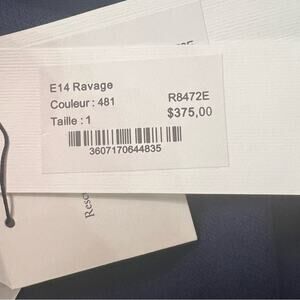 E14 Ravage
Couleur : 481 R8472E
Taille : 1 $375,00
3607170644835